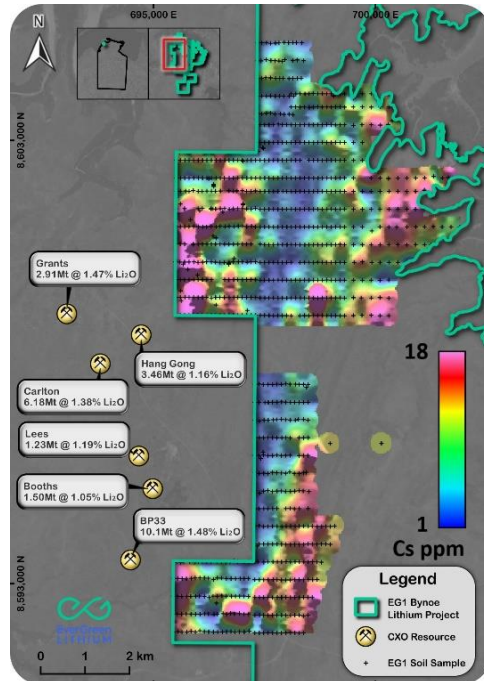 695,000 E
700,000 E
N
8,603,000 N
Grants
2.91Mt @ 1.47% Li₂O
Hang Gong
3.46Mt @ 1.16% Li₂O
Carlton
6.18Mt @ 1.38% Li₂O
Lees
1.23Mt @ 1.19% Li₂O
Booths
1.50Mt @ 1.05% Li₂O
BP33
10.1Mt @ 1.48% Li₂O
18
1
Cs ppm
8,593,000 N
EverGreen
LITHIUM
0 1 2 km
Legend
EG1 Bynoe
Lithium Project
CXO Resource
EG1 Soil Sample